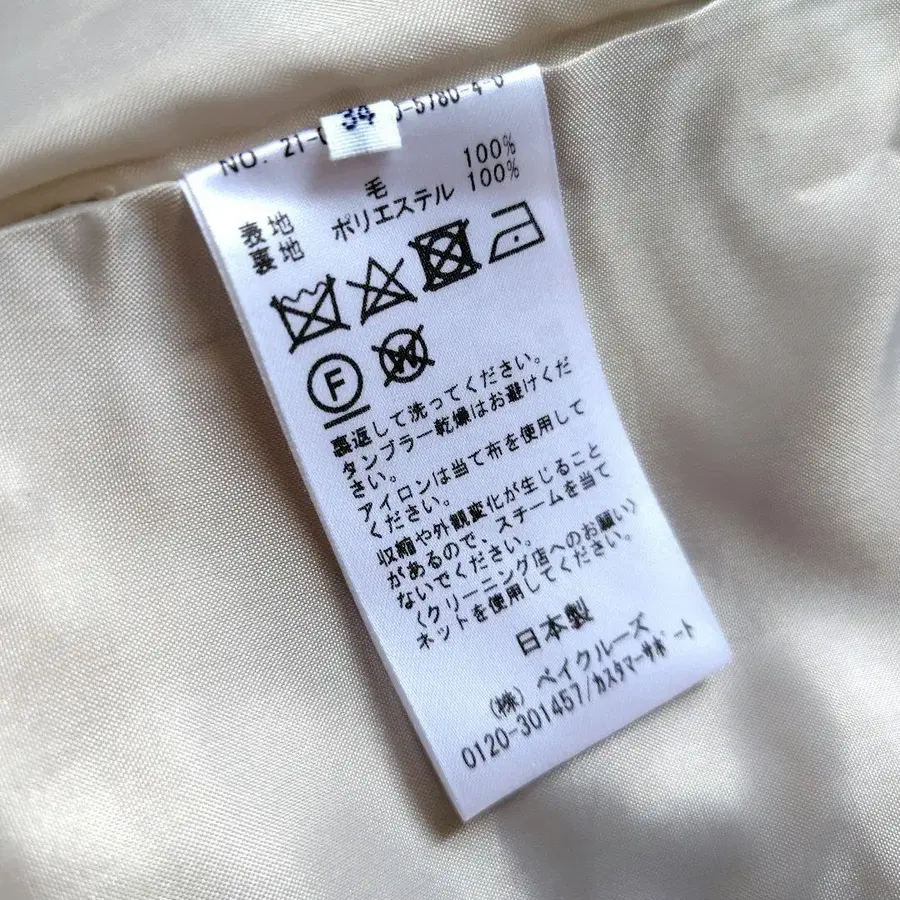 34
NO. 21-0 0-5780-4-0
表地 毛 100%
裏地 ポリエステル 100%
F
W
裏返して洗ってください。
タンブラー乾燥はお避けくだ
さい。
アイロンは当て布を使用して
ください。
収縮や外観変化が生じること
があるので、スチームを当て
ないでください。
〈クリーニング店へのお願い〉
ネットを使用してください。
日本製
(株) ベイクルーズ
0120-301457/カスタマーサポート